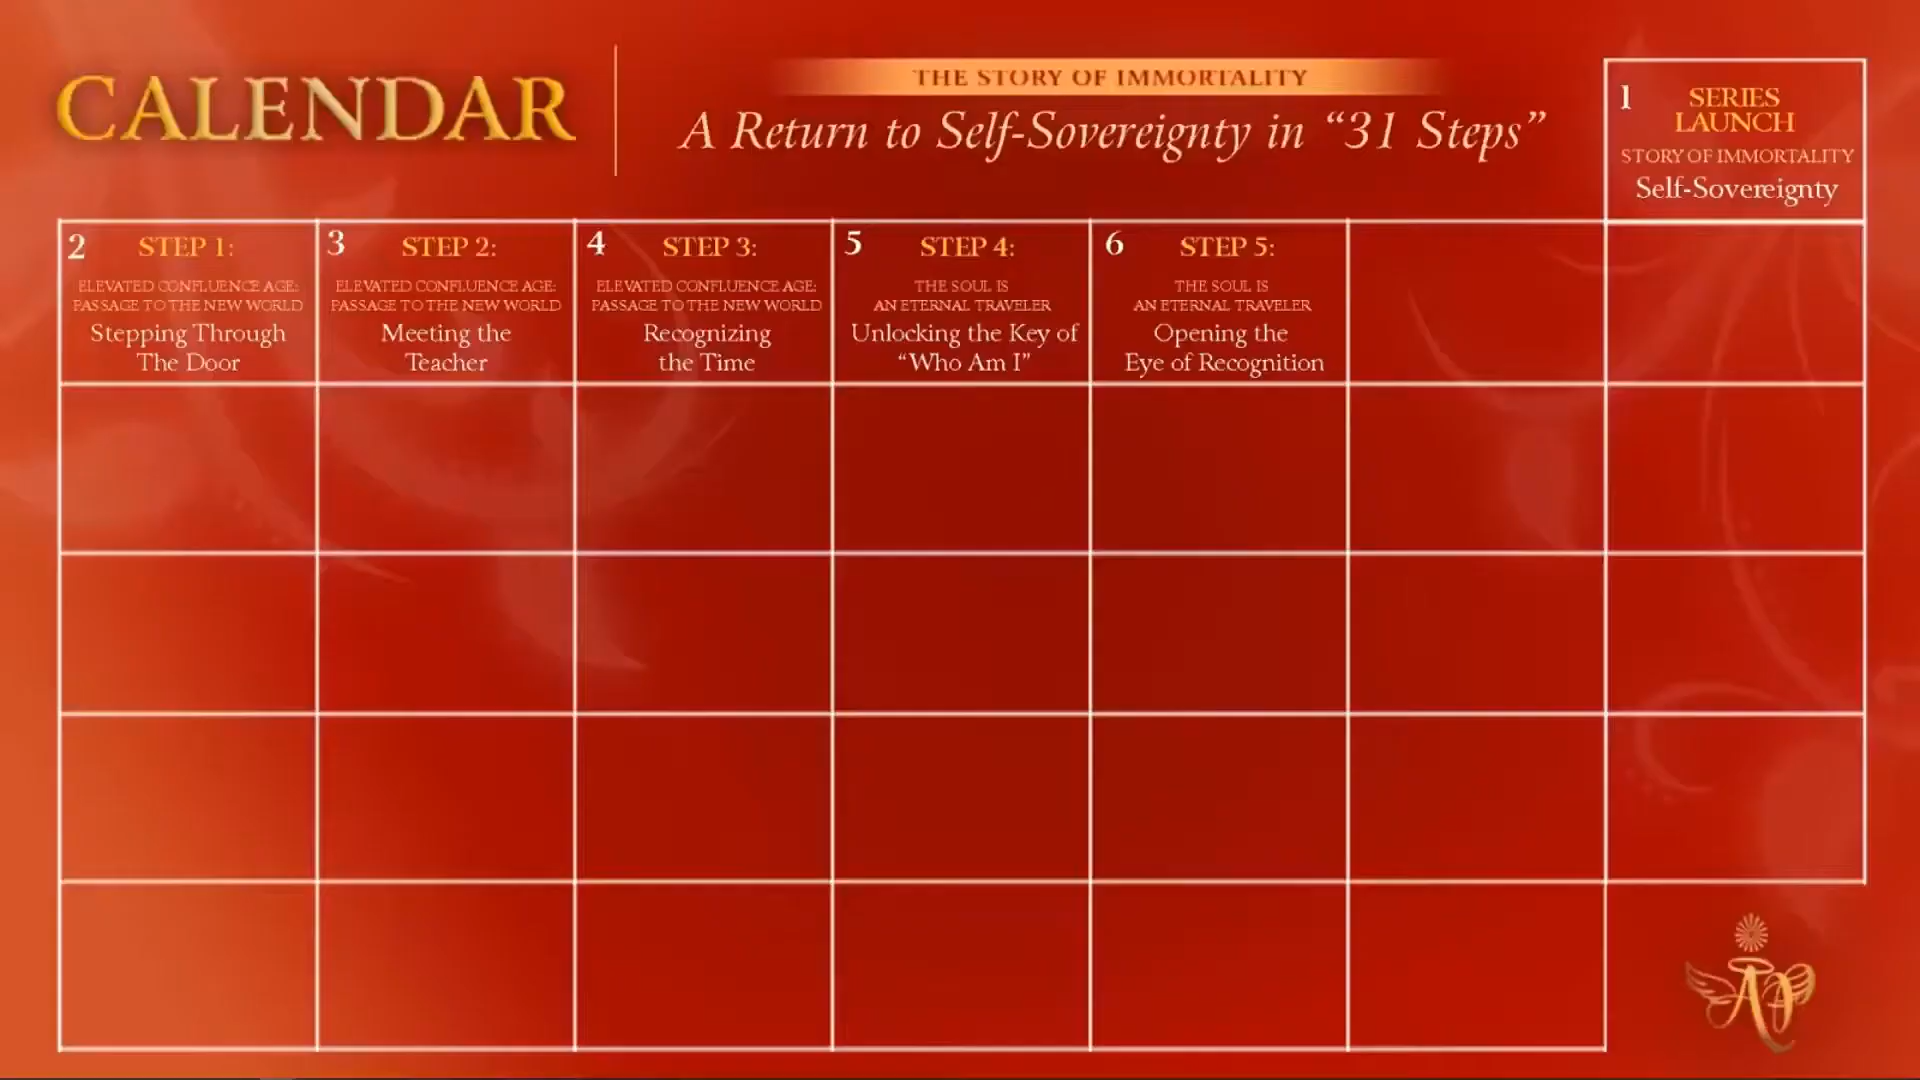 CALENDAR
THE STORY OF IMMORTALITY
A Return to Self-Sovereignty in “31 Steps”
1
SERIES
LAUNCH
STORY OF IMMORTALITY
Self-Sovereignty
2
STEP 1:
ELEVATED CONFLUENCE AGE:
PASSAGE TO THE NEW WORLD
Stepping Through
The Door
3
STEP 2:
ELEVATED CONFLUENCE AGE:
PASSAGE TO THE NEW WORLD
Meeting the
Teacher
4
STEP 3:
ELEVATED CONFLUENCE AGE:
PASSAGE TO THE NEW WORLD
Recognizing
the Time
5
STEP 4:
THE SOUL IS
AN ETERNAL TRAVELER
Unlocking the Key of
“Who Am I”
6
STEP 5:
THE SOUL IS
AN ETERNAL TRAVELER
Opening the
Eye of Recognition
AP